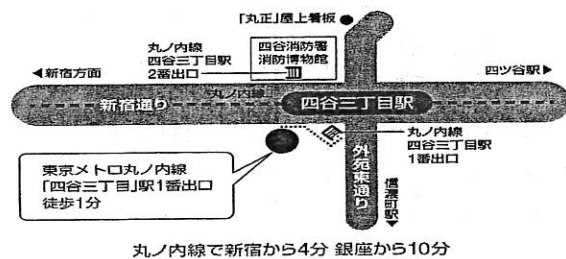 「丸正」屋上看板
丸ノ内線
四谷三丁目駅
2番出口
四谷消防署
消防博物館
◀新宿方面
四ツ谷駅▶
新宿通り
丸ノ内線
四谷三丁目駅
丸ノ内線
四谷三丁目駅
1番出口
外苑東通り
信濃町駅▶
東京メトロ丸ノ内線
「四谷三丁目」駅1番出口
徒歩1分
丸ノ内線で新宿から4分 銀座から10分